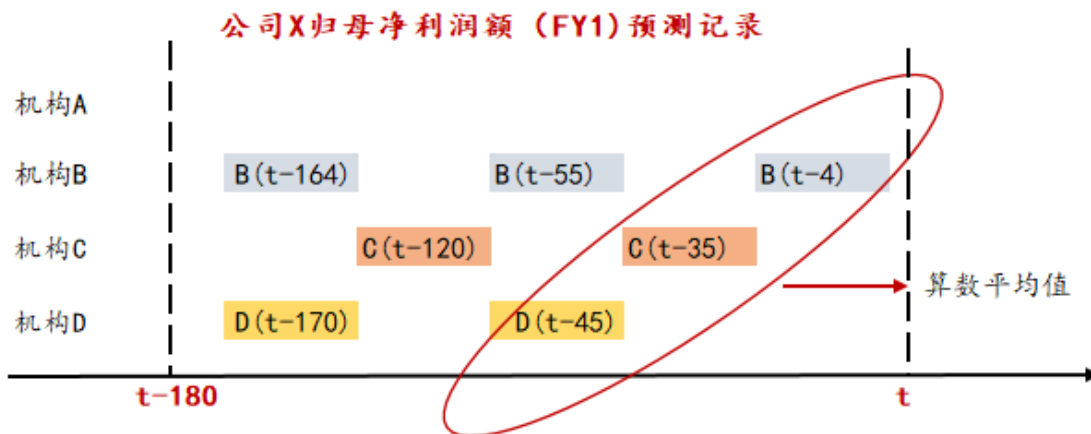 公司X归母净利润额（FY1)预测记录
机构A
机构B B(t-164) B(t-55) B(t-4)
机构C C(t-120) C(t-35)
算数平均值
机构D D(t-170) D(t-45)
t-180 t